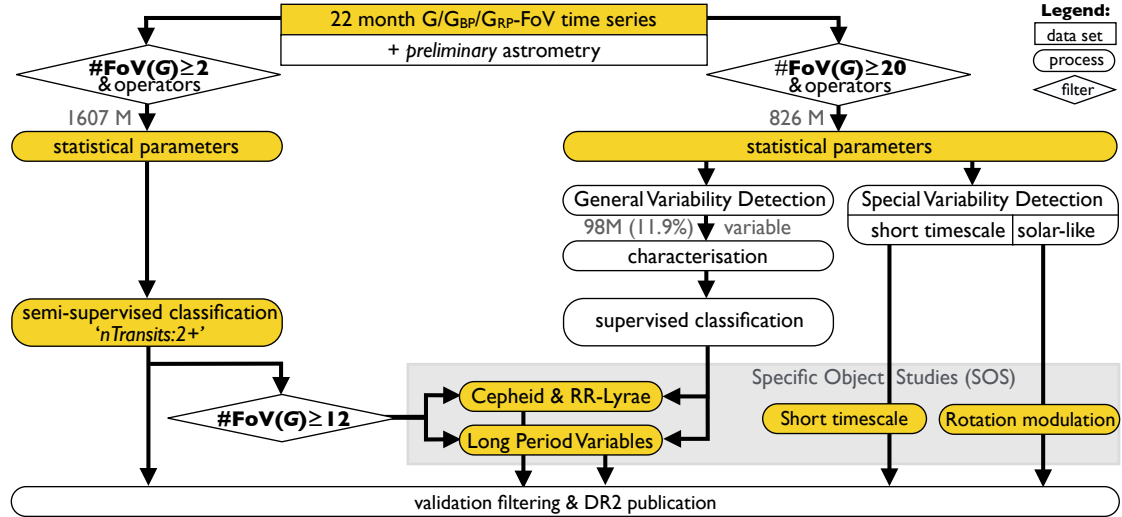 22 month G/GBP/GRP-FoV time series
+ preliminary astrometry
Legend:
data set
process
filter
#FoV(G)≥2
& operators
1607 M
statistical parameters
semi-supervised classification
‘nTransits:2+’
#FoV(G)≥12
#FoV(G)≥20
& operators
826 M
statistical parameters
General Variability Detection
98M (11.9%) variable
characterisation
supervised classification
Special Variability Detection
short timescale
solar-like
Specific Object Studies (SOS)
Cepheid & RR-Lyrae
Long Period Variables
Short timescale
Rotation modulation
validation filtering & DR2 publication